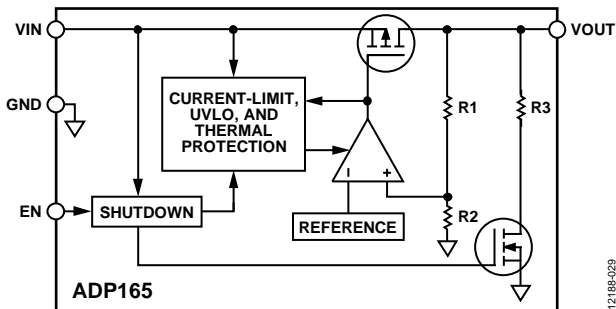 VIN
VOUT
GND
CURRENT-LIMIT,
UVLO, AND
THERMAL
PROTECTION
R1
R3
– +
EN
SHUTDOWN
REFERENCE
R2
ADP165
12188-029